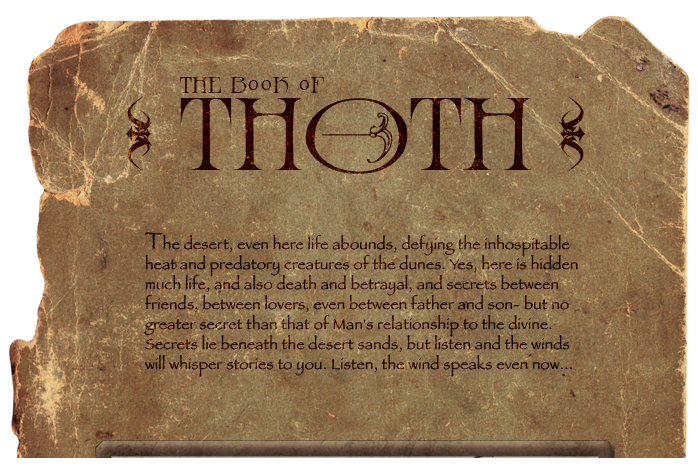 THE BOOK OF
THOTH
The desert, even here life abounds, defying the inhospitable
heat and predatory creatures of the dunes. Yes, here is hidden
much life, and also death and betrayal, and secrets between
friends, between lovers, even between father and son- but no
greater secret than that of Man's relationship to the divine.
Secrets lie beneath the desert sands, but listen and the winds
will whisper stories to you. Listen, the wind speaks even now...